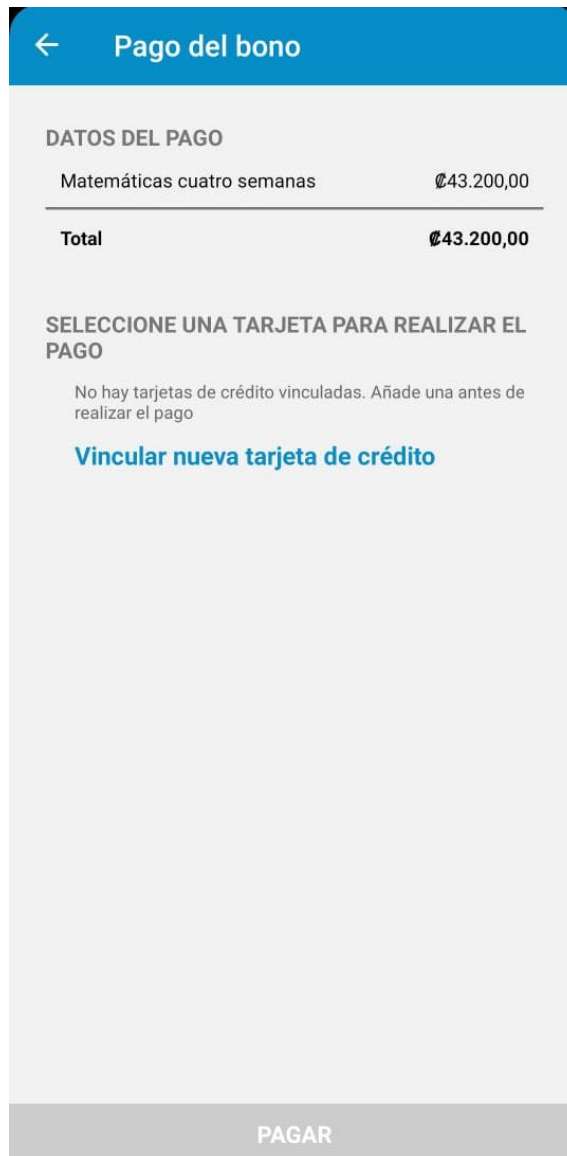 Pago del bono
DATOS DEL PAGO
Matemáticas cuatro semanas ₡43.200,00
Total ₡43.200,00
SELECCIONE UNA TARJETA PARA REALIZAR EL
PAGO
No hay tarjetas de crédito vinculadas. Añade una antes de
realizar el pago
Vincular nueva tarjeta de crédito
PAGAR